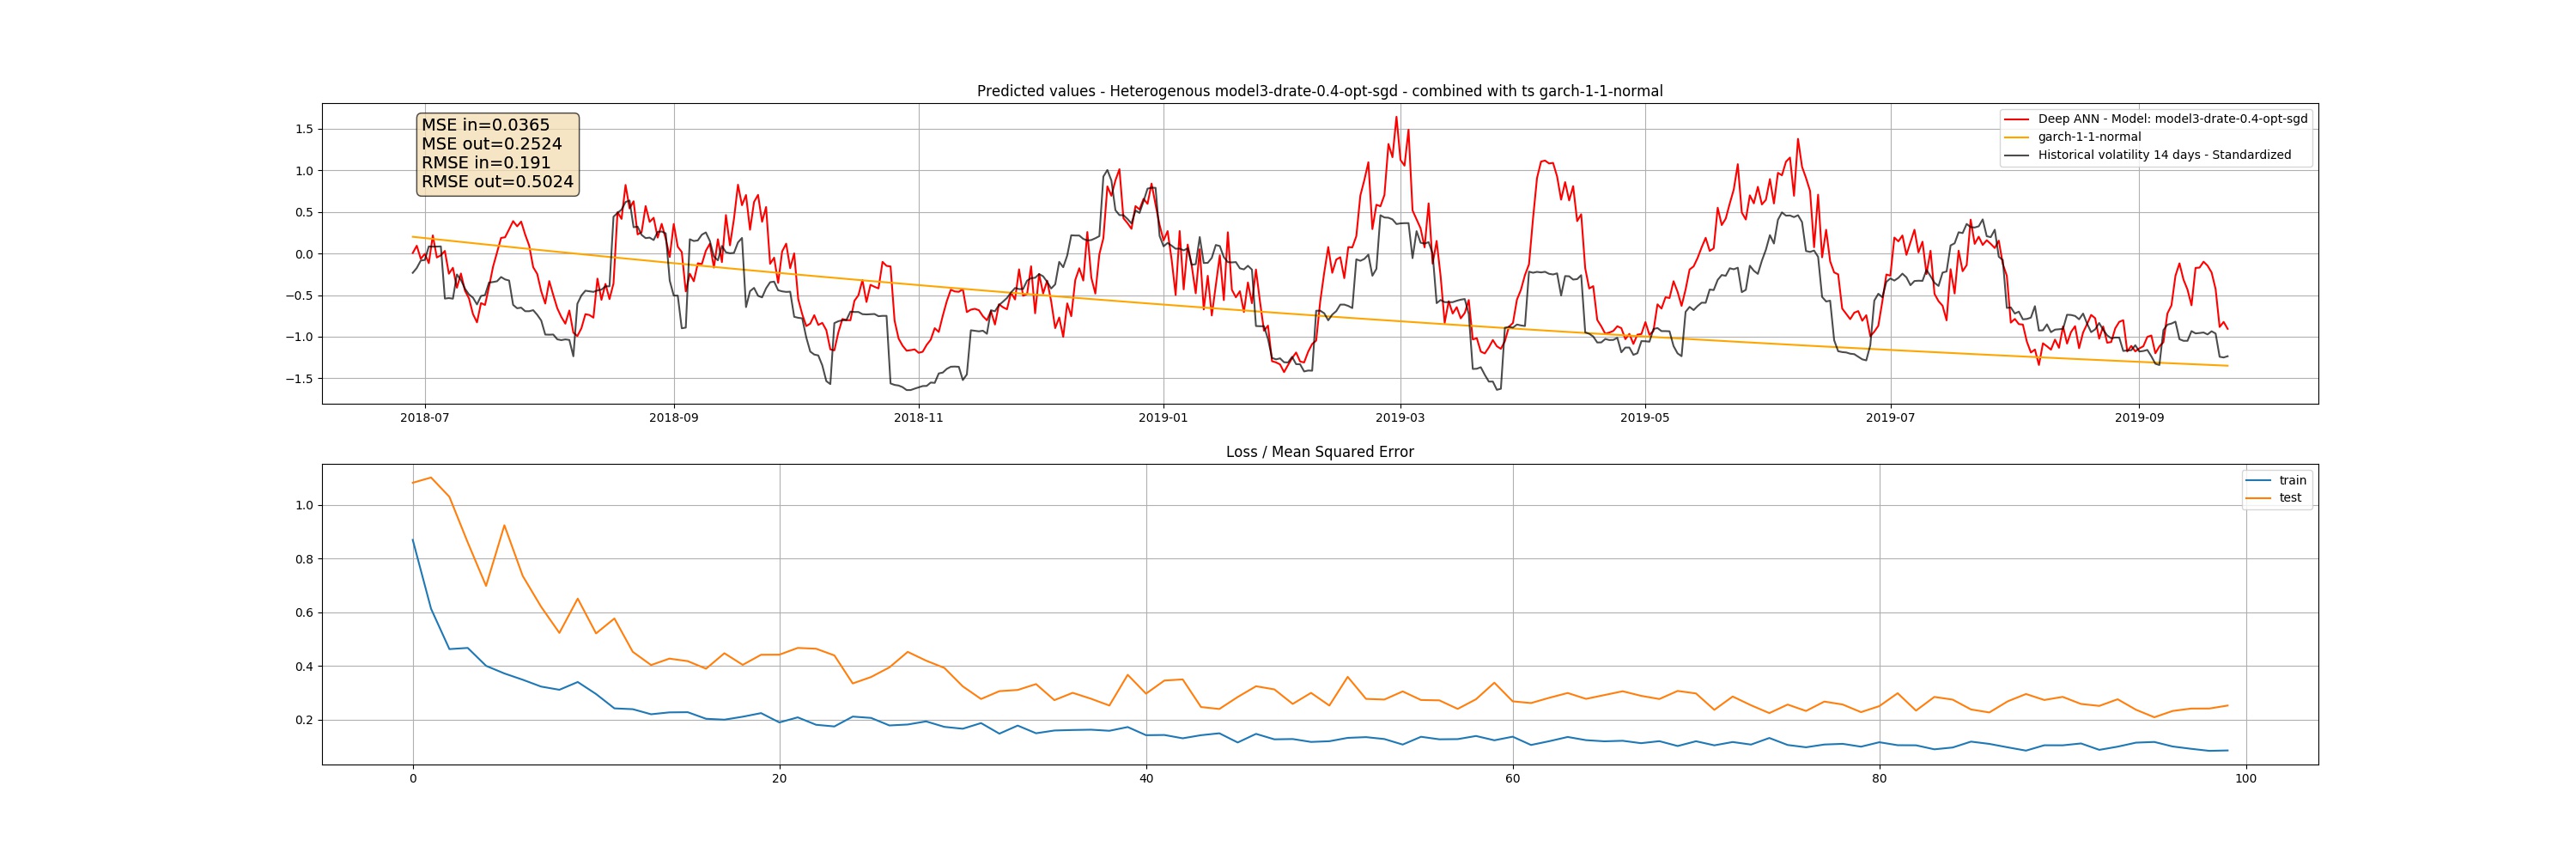 Predicted values - Heterogenous model3-drate-0.4-opt-sgd - combined with ts garch-1-1-normal
MSE in=0.0365
MSE out=0.2524
RMSE in=0.191
RMSE out=0.5024
Deep ANN - Model: model3-drate-0.4-opt-sgd
garch-1-1-normal
Historical volatility 14 days - Standardized
1.5
1.0
0.5
0.0
−0.5
−1.0
−1.5
2018-07 2018-09 2018-11 2019-01 2019-03 2019-05 2019-07 2019-09
Loss / Mean Squared Error
train
test
1.0
0.8
0.6
0.4
0.2
0 20 40 60 80 100